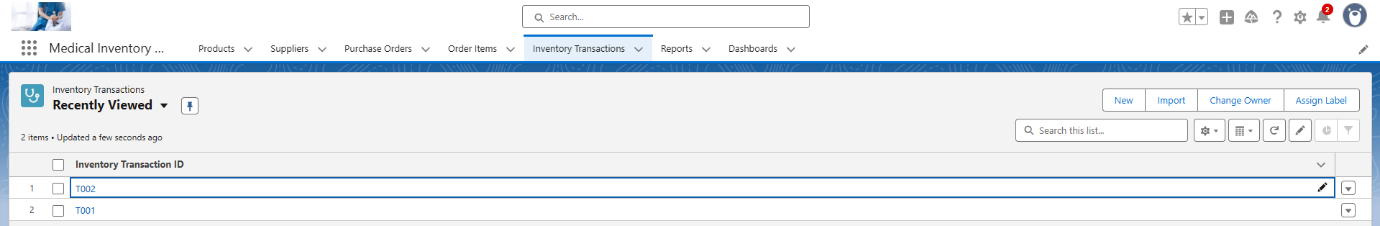 Search...
2
Medical Inventory ...
Products
Suppliers
Purchase Orders
Order Items
Inventory Transactions
Reports
Dashboards
Inventory Transactions
Recently Viewed
New
Import
Change Owner
Assign Label
2 items • Updated a few seconds ago
Search this list...
Inventory Transaction ID
1 T002
2 T001